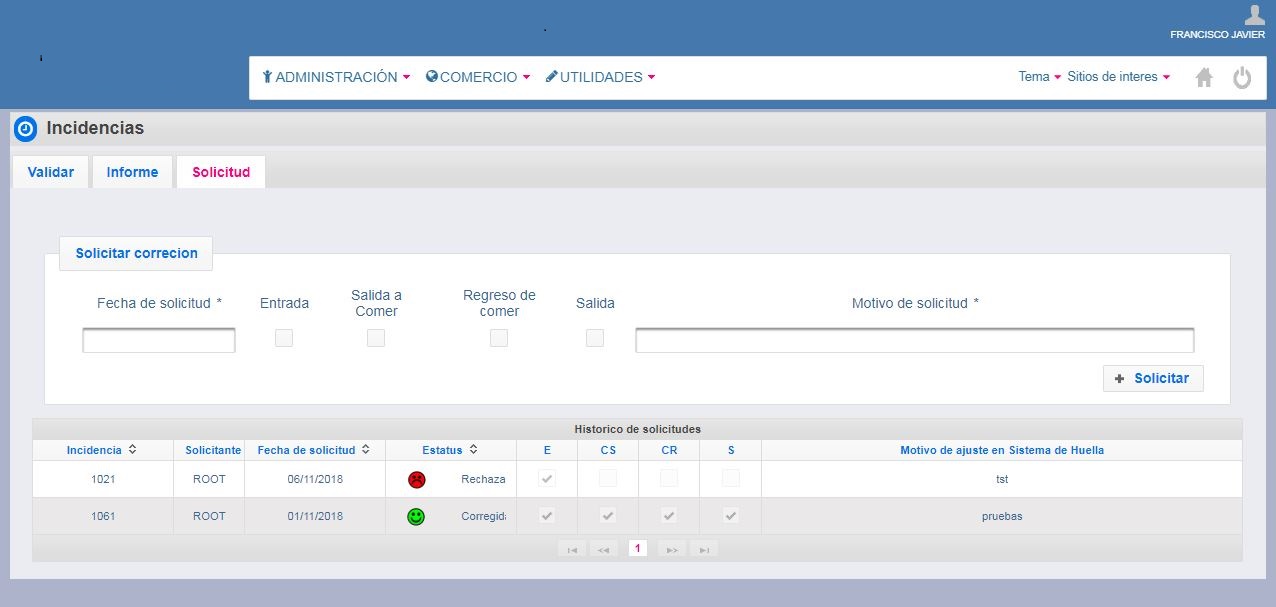 FRANCISCO JAVIER
ADMINISTRACIÓN COMERCIO UTILIDADES Tema Sitios de interes
Incidencias
Validar Informe Solicitud
Solicitar correcion
Fecha de solicitud * Entrada Salida a Comer Regreso de comer Salida Motivo de solicitud *
Solicitar
Historico de solicitudes
Incidencia Solicitante Fecha de solicitud Estatus E CS CR S Motivo de ajuste en Sistema de Huella
1021 ROOT 06/11/2018 Rechaza tst
1061 ROOT 01/11/2018 Corregid pruebas
1